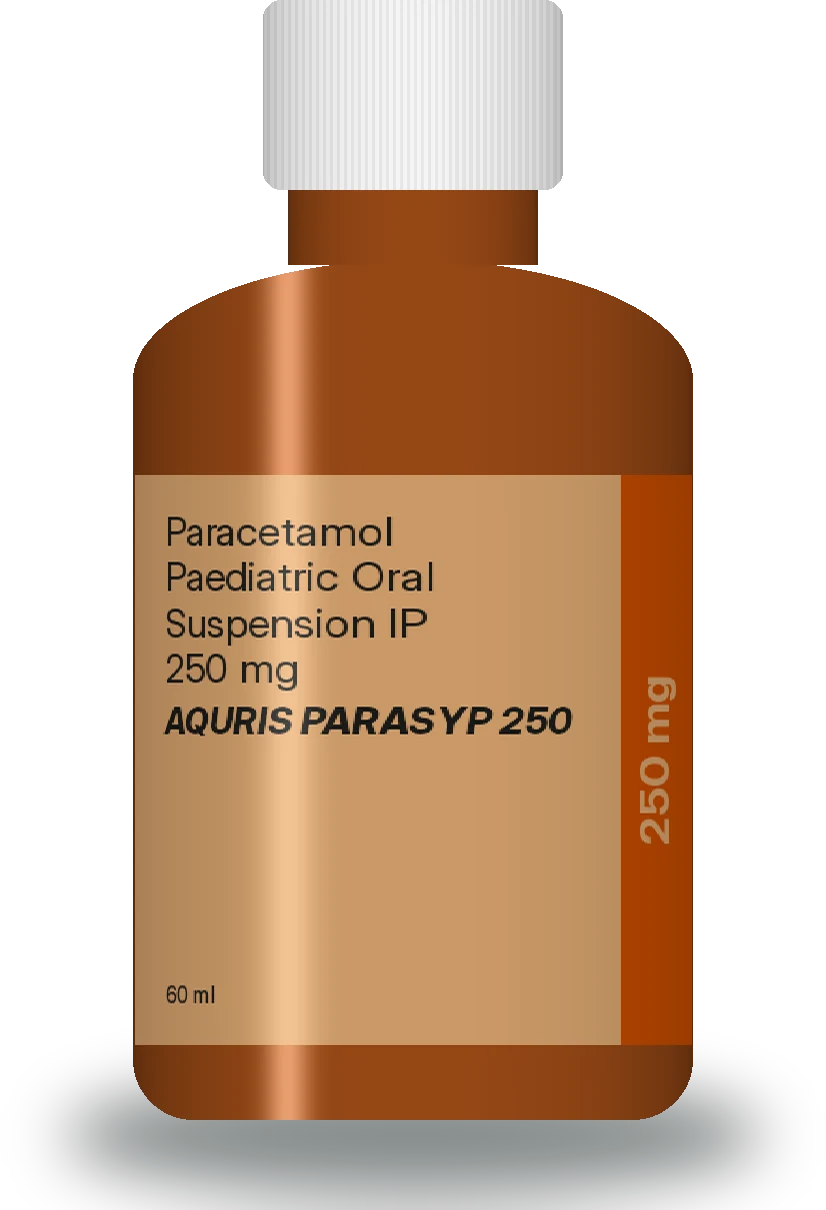 Paracetamol
Paediatric Oral
Suspension IP
250 mg
AQURIS PARASYP 250
60 ml
250 mg